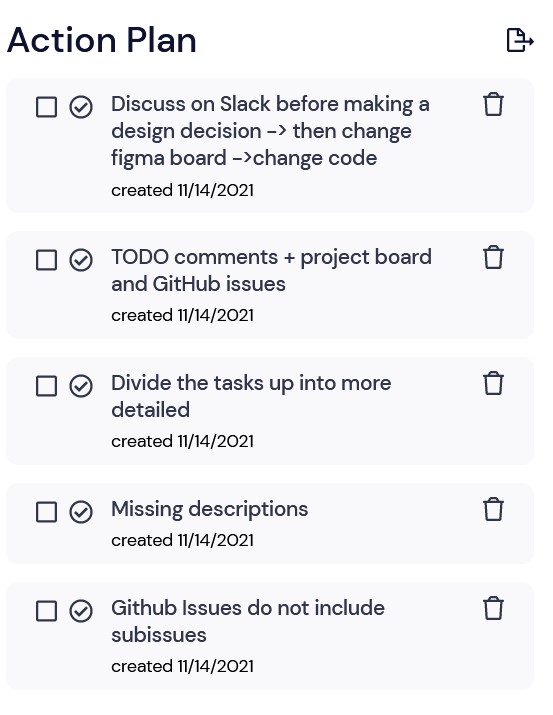 Action Plan
Discuss on Slack before making a
design decision -> then change
figma board ->change code
created 11/14/2021
TODO comments + project board
and GitHub issues
created 11/14/2021
Divide the tasks up into more
detailed
created 11/14/2021
Missing descriptions
created 11/14/2021
Github Issues do not include
subissues
created 11/14/2021